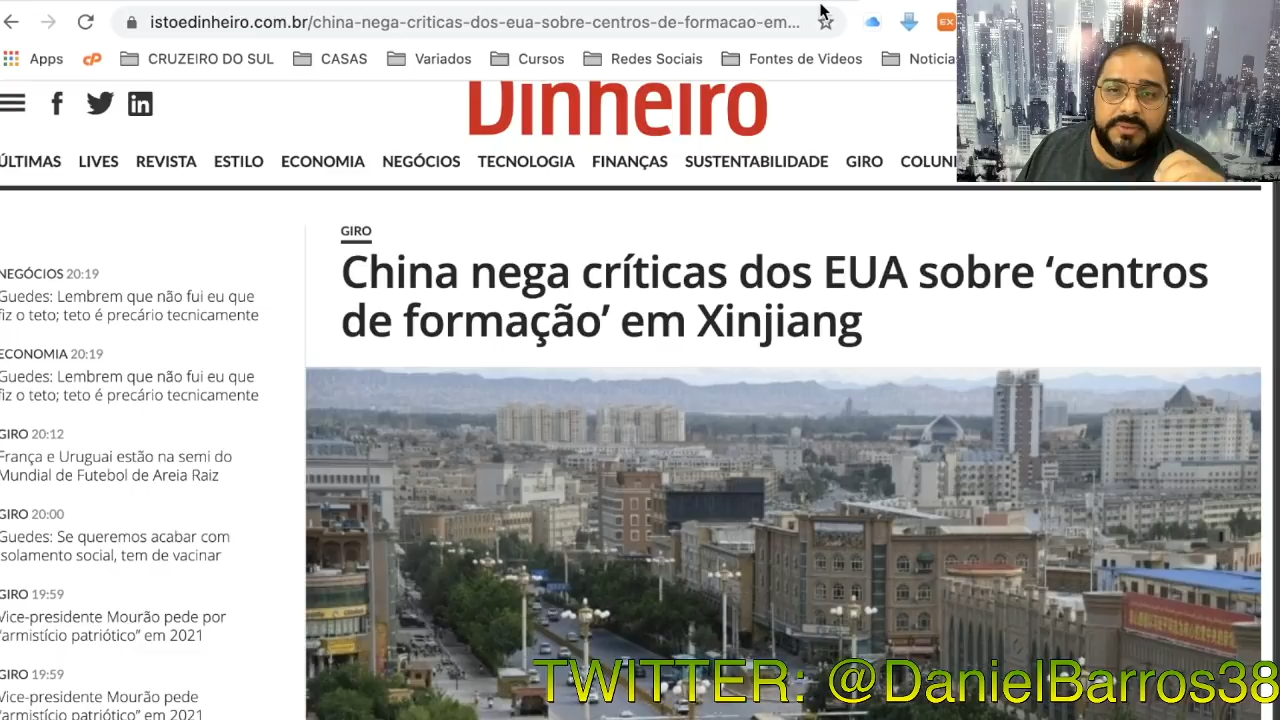 istoedinheiro.com.br/china-nega-criticas-dos-eua-sobre-centros-de-formacao-em...
EX
Apps
CRUZEIRO DO SUL
CASAS
Variados
Cursos
Redes Sociais
Fontes de Videos
Noticia
Dinheiro
ÚLTIMAS LIVES REVISTA ESTILO ECONOMIA NEGÓCIOS TECNOLOGIA FINANÇAS SUSTENTABILIDADE GIRO COLUN
NEGÓCIOS 20:19
Guedes: Lembrem que não fui eu que
fiz o teto; teto é precário tecnicamente
ECONOMIA 20:19
Guedes: Lembrem que não fui eu que
fiz o teto; teto é precário tecnicamente
GIRO 20:12
França e Uruguai estão na semi do
Mundial de Futebol de Areia Raiz
GIRO 20:00
Guedes: Se queremos acabar com
isolamento social, tem de vacinar
GIRO 19:59
Vice-presidente Mourão pede por
“armistício patriótico” em 2021
GIRO 19:59
Vice-presidente Mourão pede
“armistício patriótico” em 2021
GIRO
China nega críticas dos EUA sobre ‘centros
de formação’ em Xinjiang
TWITTER: @DanielBarros38